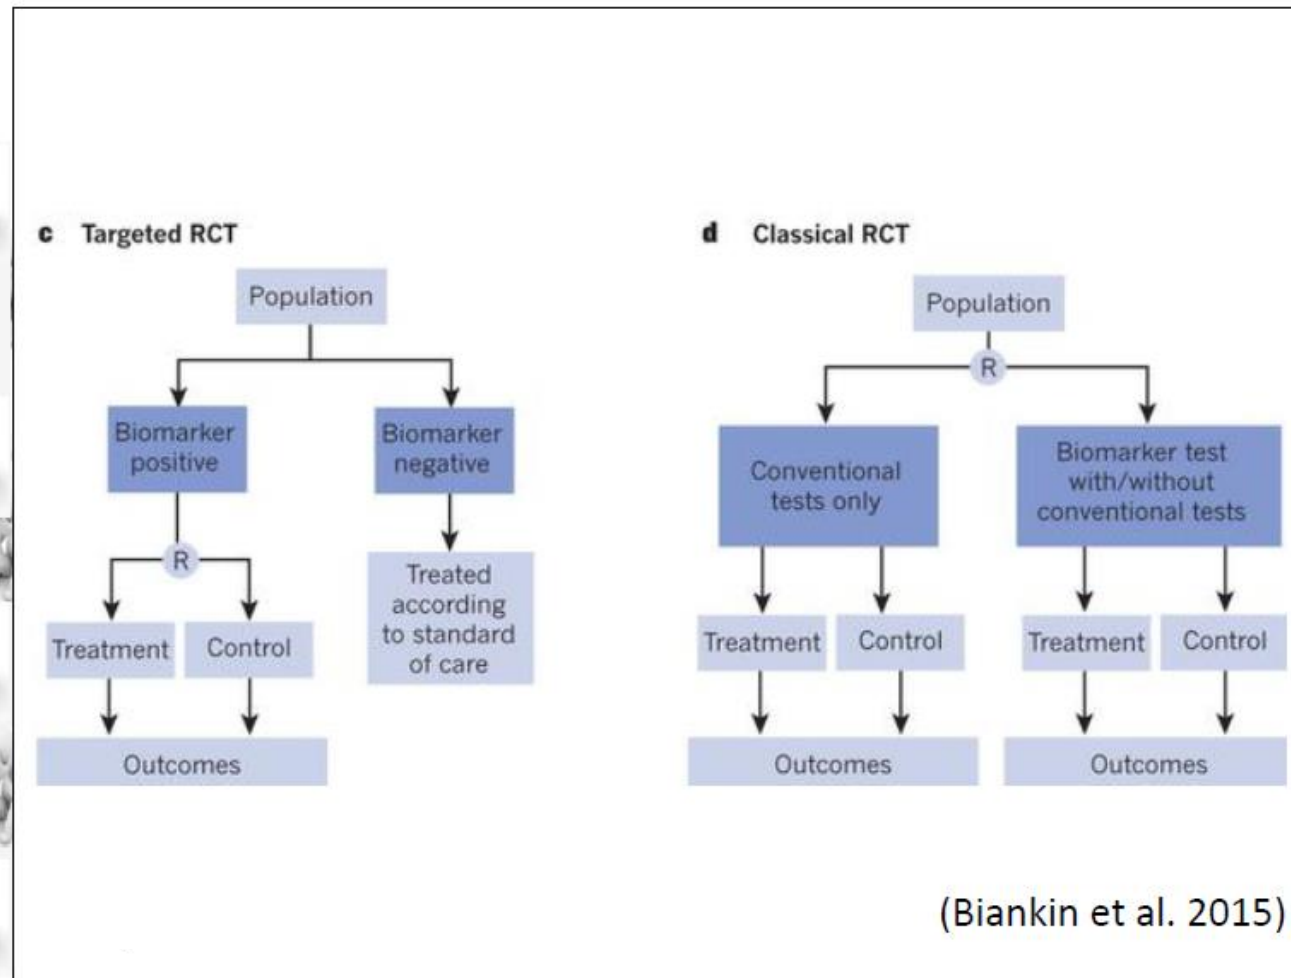 c Targeted RCT
Population
Biomarker
positive
Biomarker
negative
R
Treated
according
to standard
of care
Treatment
Control
Outcomes
d Classical RCT
Population
R
Conventional
tests only
Biomarker test
with/without
conventional tests
Treatment
Control
Treatment
Control
Outcomes
Outcomes
(Biankin et al. 2015)